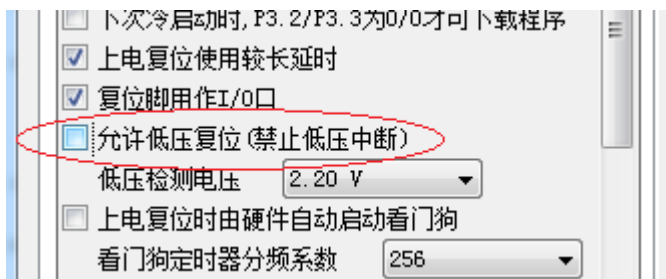 下次冷启动时,P3.2/P3.3为0/0才可下载程序
上电复位使用较长延时
复位脚用作I/O口
允许低压复位(禁止低压中断)
低压检测电压 2.20 V
上电复位时由硬件自动启动看门狗
看门狗定时器分频系数 256